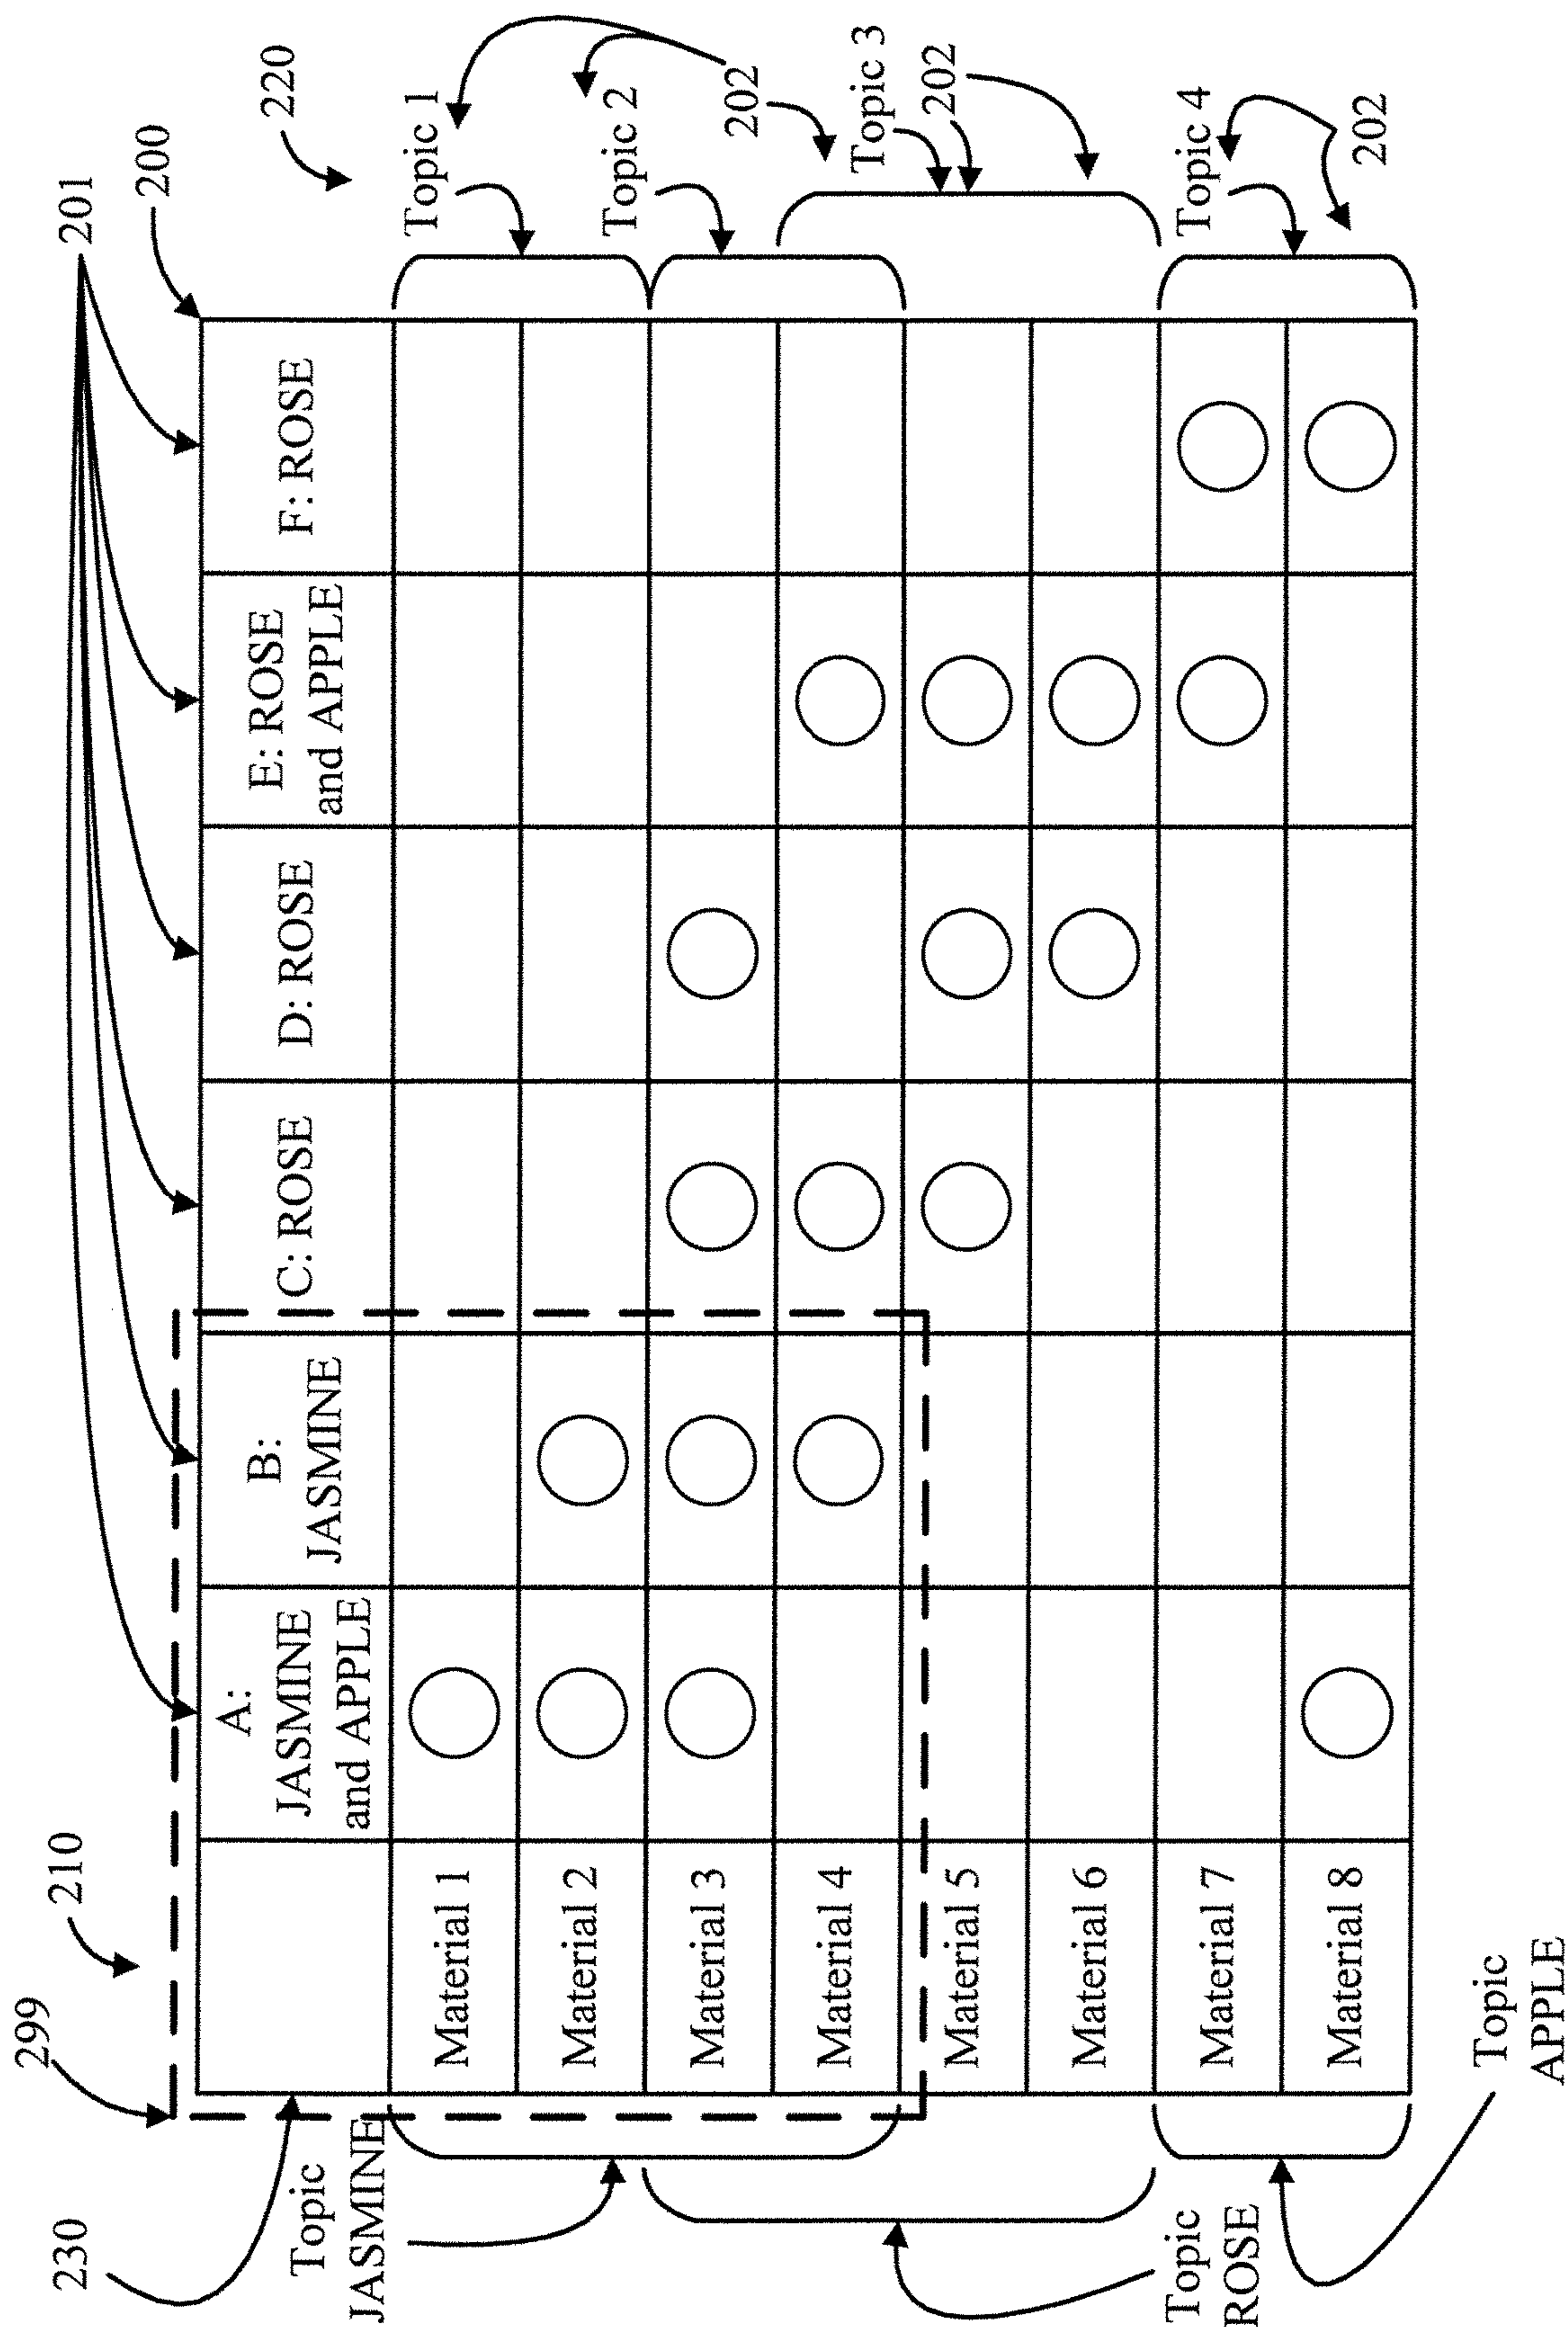 299
210
201
200
220
230
A:
JASMINE
and APPLE
B:
JASMINE
C: ROSE
D: ROSE
E: ROSE
and APPLE
F: ROSE
Topic
JASMINE
Material 1
Material 2
Material 3
Material 4
Material 5
Material 6
Material 7
Material 8
Topic 1
Topic 2
202
Topic 3
202
Topic 4
202
Topic
ROSE
Topic
APPLE